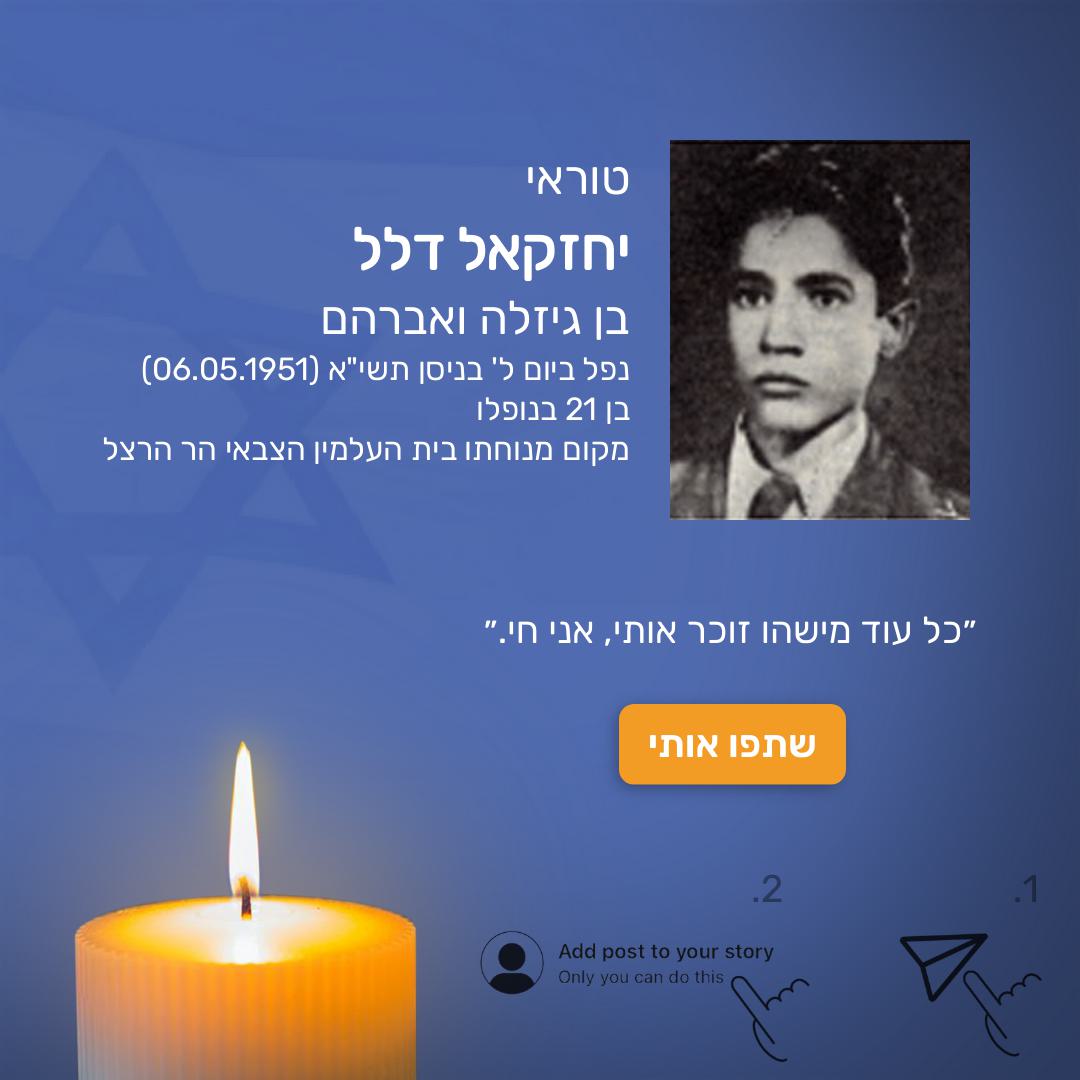 טוראי
יחזקאל דלל
בן גיזלה ואברהם
נפל ביום ל' בניסן תשי"א (06.05.1951)
בן 21 בנופלו
מקום מנוחתו בית העלמין הצבאי הר הרצל
״כל עוד מישהו זוכר אותי, אני חי.״
שתפו אותי
1.
2.
Add post to your story
Only you can do this